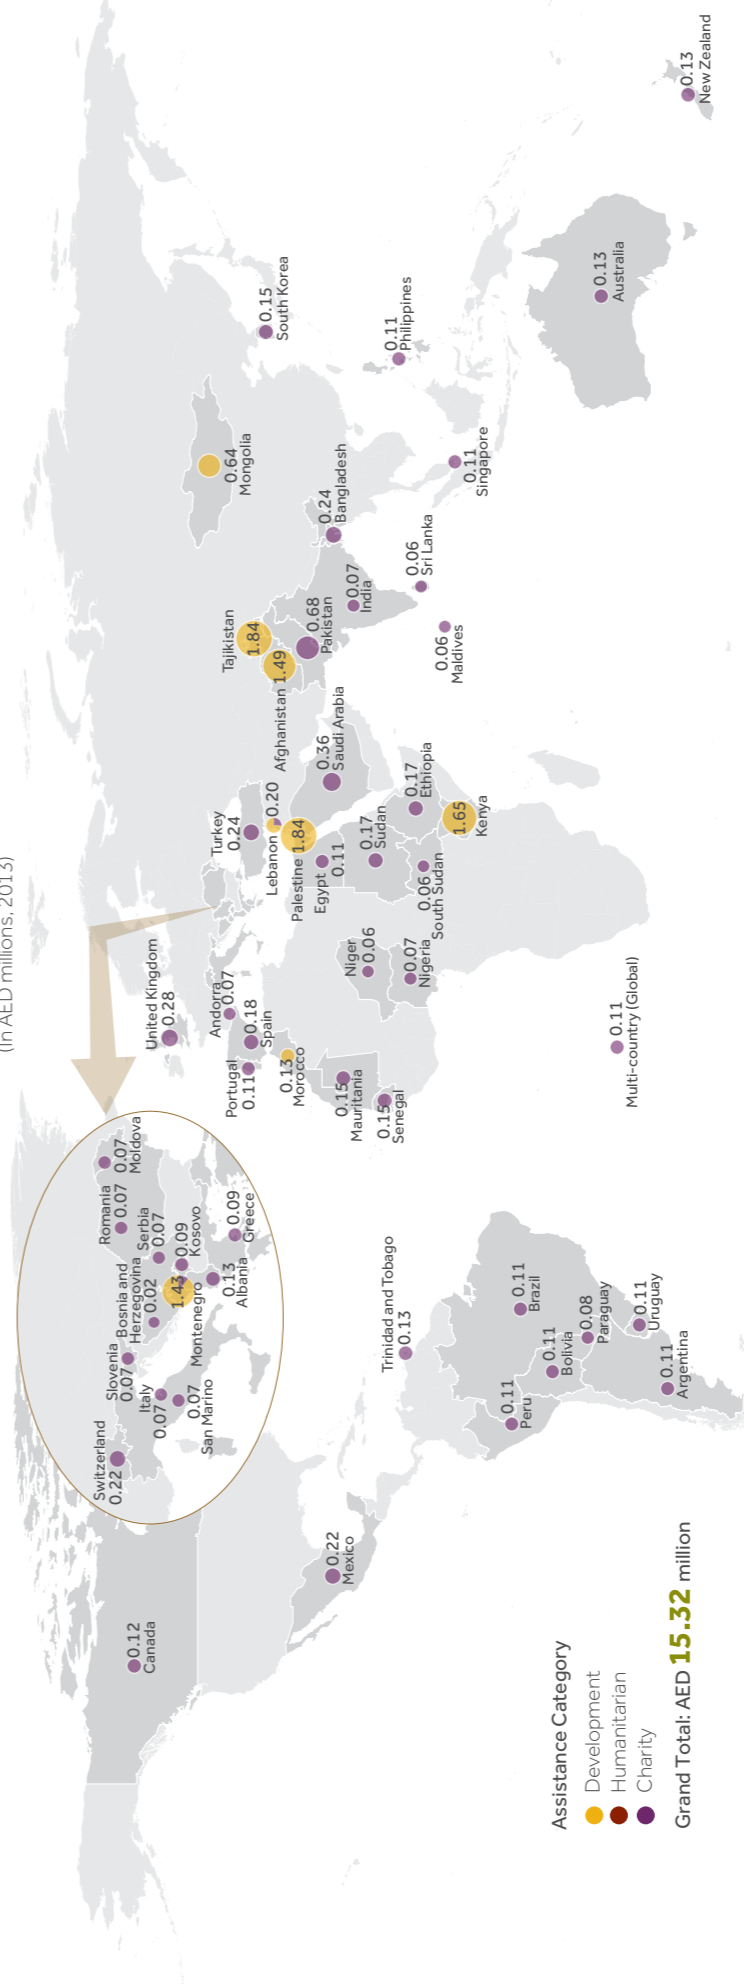 (In AED millions, 2013)
Canada
0.12
Mexico
0.22
Switzerland
0.22
Slovenia
0.07
Italy
0.07
0.07
San Marino
Bosnia and
Herzegovina
0.02
1.43
Montenegro
Romania
0.07
0.07
Moldova
Serbia
0.07
0.09
Kosovo
0.13
Albania
0.09
Greece
Trinidad and Tobago
0.13
0.11
Peru
0.11
Brazil
0.11
Bolivia
0.08
Paraguay
0.11
Uruguay
0.11
Argentina
United Kingdom
0.28
Andorra
0.07
Portugal
0.11
0.18
Spain
0.13
Morocco
0.15
Mauritania
0.15
Senegal
Niger
0.06
0.07
Nigeria
Turkey
0.24
Lebanon
0.20
Palestine
1.84
Egypt
0.11
0.17
Sudan
0.06
South Sudan
0.17
Ethiopia
1.65
Kenya
0.36
Saudi Arabia
Tajikistan
1.84
Afghanistan
1.49
0.68
Pakistan
0.07
India
0.24
Bangladesh
0.06
Sri Lanka
0.06
Maldives
0.64
Mongolia
0.15
South Korea
0.11
Philippines
0.11
Singapore
0.13
Australia
0.13
New Zealand
0.11
Multi-country (Global)
Assistance Category
Development
Humanitarian
Charity
Grand Total: AED 15.32 million